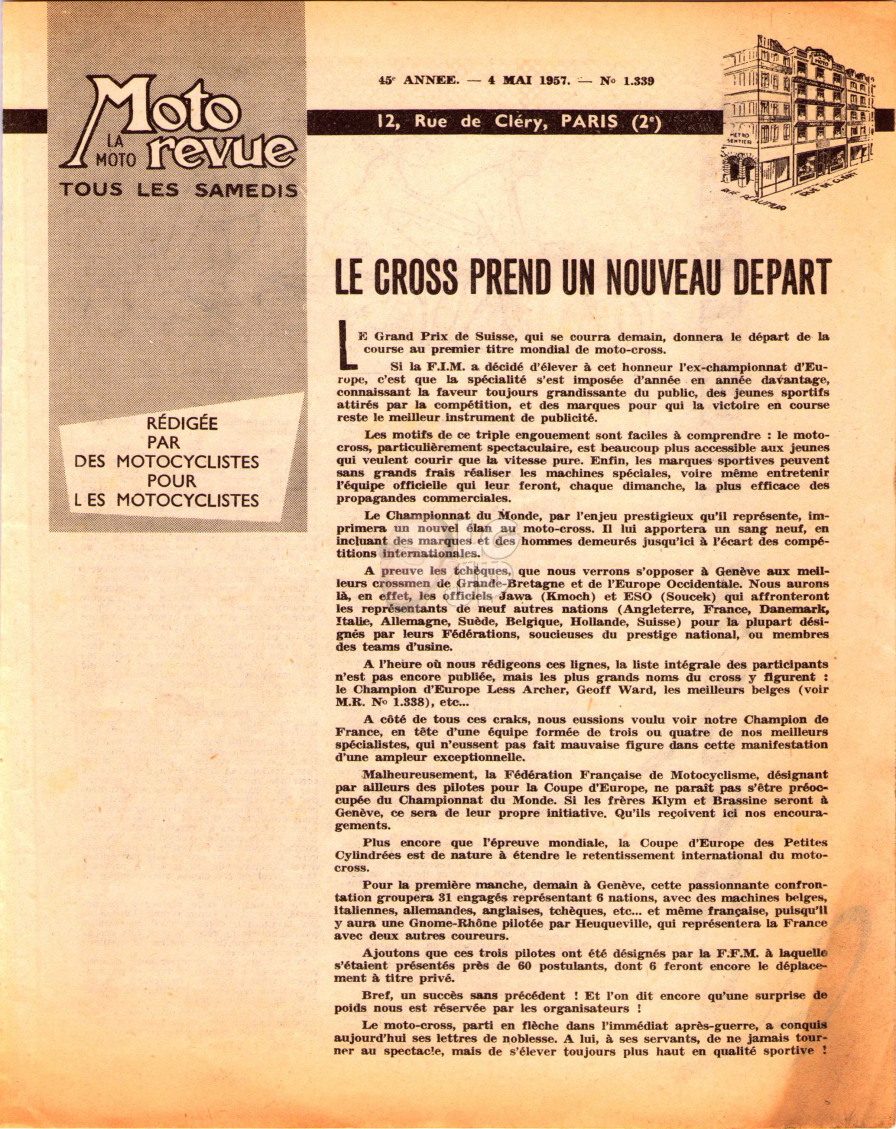 Moto
LA
MOTO
revue
TOUS LES SAMEDIS
45e ANNEE. — 4 MAI 1957. — No 1.339
12, Rue de Cléry, PARIS (2e)
METRO
SENTIER
RUE DE CLERY
RÉDIGÉE
PAR
DES MOTOCYCLISTES
POUR
LES MOTOCYCLISTES
LE CROSS PREND UN NOUVEAU DEPART
LE Grand Prix de Suisse, qui se courra demain, donnera le départ de la
course au premier titre mondial de moto-cross.
Si la F.I.M. a décidé d'élever à cet honneur l'ex-championnat d'Eu-
rope, c'est que la spécialité s'est imposée d'année en année davantage,
connaissant la faveur toujours grandissante du public, des jeunes sportifs
attirés par la compétition, et des marques pour qui la victoire en course
reste le meilleur instrument de publicité.
Les motifs de ce triple engouement sont faciles à comprendre : le moto-
cross, particulièrement spectaculaire, est beaucoup plus accessible aux jeunes
qui veulent courir que la vitesse pure. Enfin, les marques sportives peuvent
sans grands frais réaliser les machines spéciales, voire même entretenir
l'équipe officielle qui leur feront, chaque dimanche, la plus efficace des
propagandes commerciales.
Le Championnat du Monde, par l'enjeu prestigieux qu'il représente, im-
primera un nouvel élan au moto-cross. Il lui apportera un sang neuf, en
incluant des marques et des hommes demeurés jusqu'ici à l'écart des compé-
titions internationales.
A preuve les tchèques, que nous verrons s'opposer à Genève aux meil-
leurs crossmen de Grande-Bretagne et de l'Europe Occidentale. Nous aurons
là, en effet, les officiels Jawa (Kmoch) et ESO (Soucek) qui affronteront
les représentants de neuf autres nations (Angleterre, France, Danemark,
Italie, Allemagne, Suède, Belgique, Hollande, Suisse) pour la plupart dési-
gnés par leurs Fédérations, soucieuses du prestige national, ou membres
des teams d'usine.
A l'heure où nous rédigeons ces lignes, la liste intégrale des participants
n'est pas encore publiée, mais les plus grands noms du cross y figurent :
le Champion d'Europe Less Archer, Geoff Ward, les meilleurs belges (voir
M.R. No 1.338), etc...
A côté de tous ces craks, nous eussions voulu voir notre Champion de
France, en tête d'une équipe formée de trois ou quatre de nos meilleurs
spécialistes, qui n'eussent pas fait mauvaise figure dans cette manifestation
d'une ampleur exceptionnelle.
Malheureusement, la Fédération Française de Motocyclisme, désignant
par ailleurs des pilotes pour la Coupe d'Europe, ne paraît pas s'être préoc-
cupée du Championnat du Monde. Si les frères Klym et Brassine seront à
Genève, ce sera de leur propre initiative. Qu'ils reçoivent ici nos encoura-
gements.
Plus encore que l'épreuve mondiale, la Coupe d'Europe des Petites
Cylindrées est de nature à étendre le retentissement international du moto-
cross.
Pour la première manche, demain à Genève, cette passionnante confron-
tation groupera 31 engagés représentant 6 nations, avec des machines belges,
italiennes, allemandes, anglaises, tchèques, etc... et même française, puisqu'il
y aura une Gnome-Rhône pilotée par Heuqueville, qui représentera la France
avec deux autres coureurs.
Ajoutons que ces trois pilotes ont été désignés par la F.F.M. à laquelle
s'étaient présentés près de 60 postulants, dont 6 feront encore le déplace-
ment à titre privé.
Bref, un succès sans précédent ! Et l'on dit encore qu'une surprise de
poids nous est réservée par les organisateurs !
Le moto-cross, parti en flèche dans l'immédiat après-guerre, a conquis
aujourd'hui ses lettres de noblesse. A lui, à ses servants, de ne jamais tour-
ner au spectacle, mais de s'élever toujours plus haut en qualité sportive !